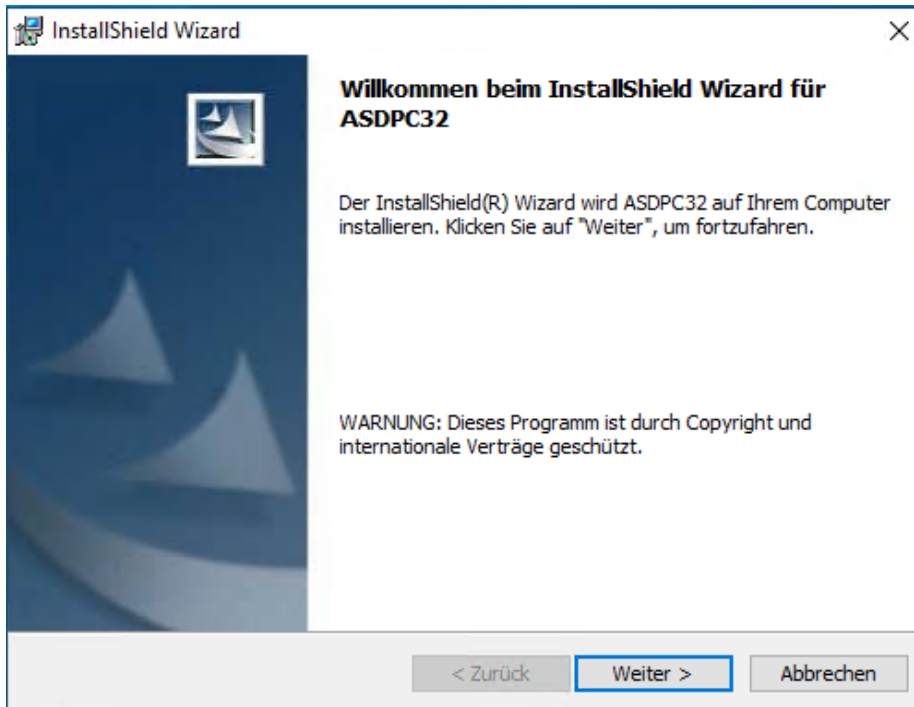 InstallShield Wizard
Willkommen beim InstallShield Wizard für
ASDPC32
Der InstallShield(R) Wizard wird ASDPC32 auf Ihrem Computer
installieren. Klicken Sie auf "Weiter", um fortzufahren.
WARNUNG: Dieses Programm ist durch Copyright und
internationale Verträge geschützt.
< Zurück
Weiter >
Abbrechen